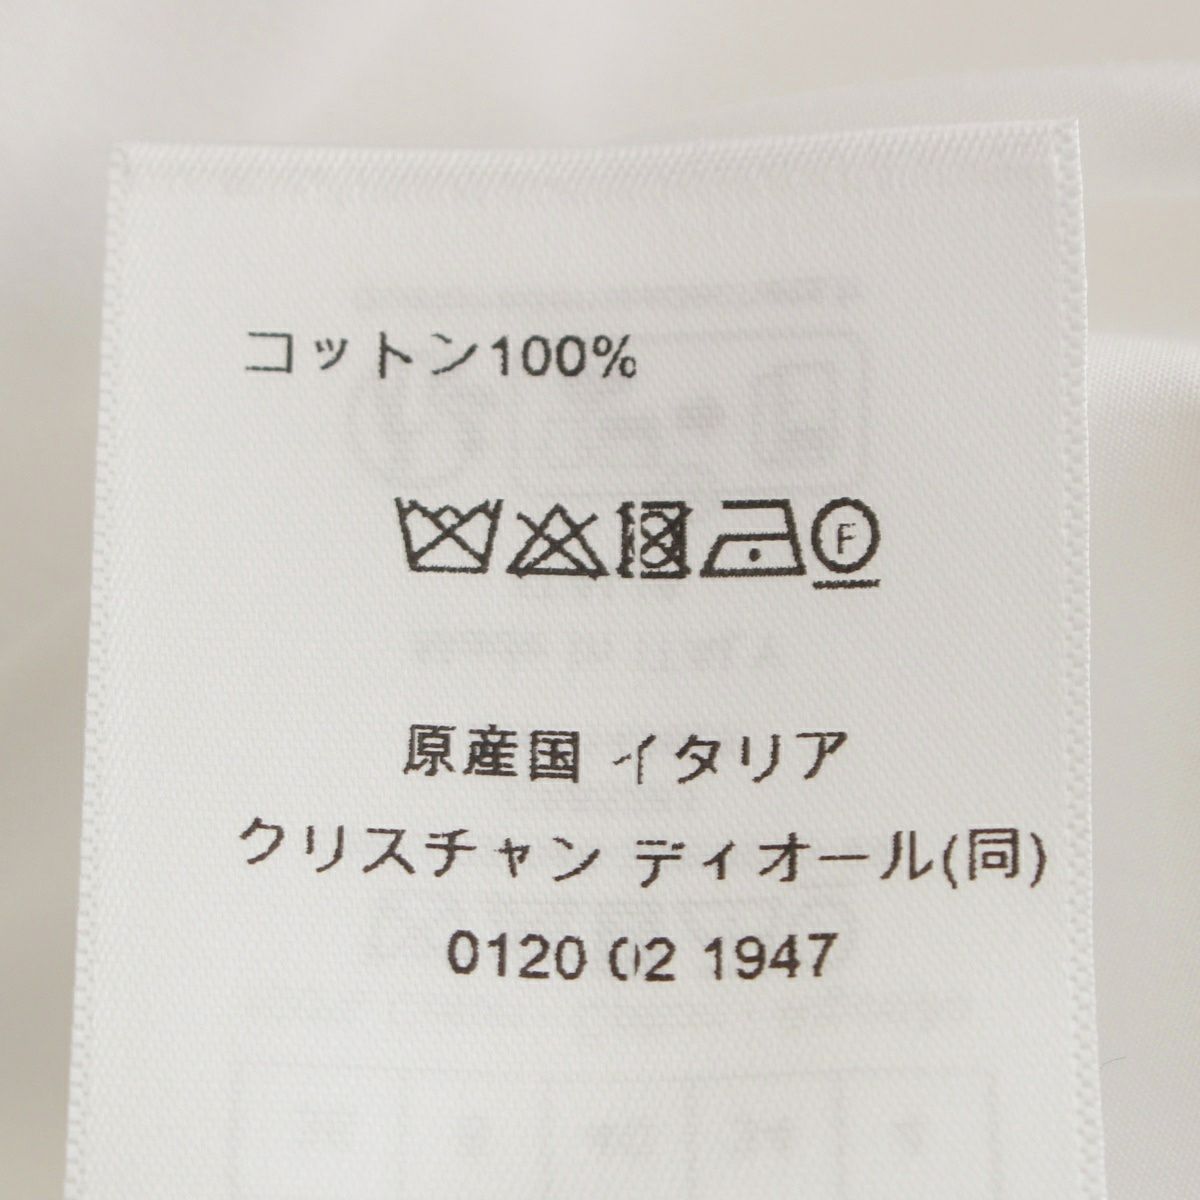 コットン100%
F
原産国 イタリア
クリスチャン ディオール(同)
0120 02 1947